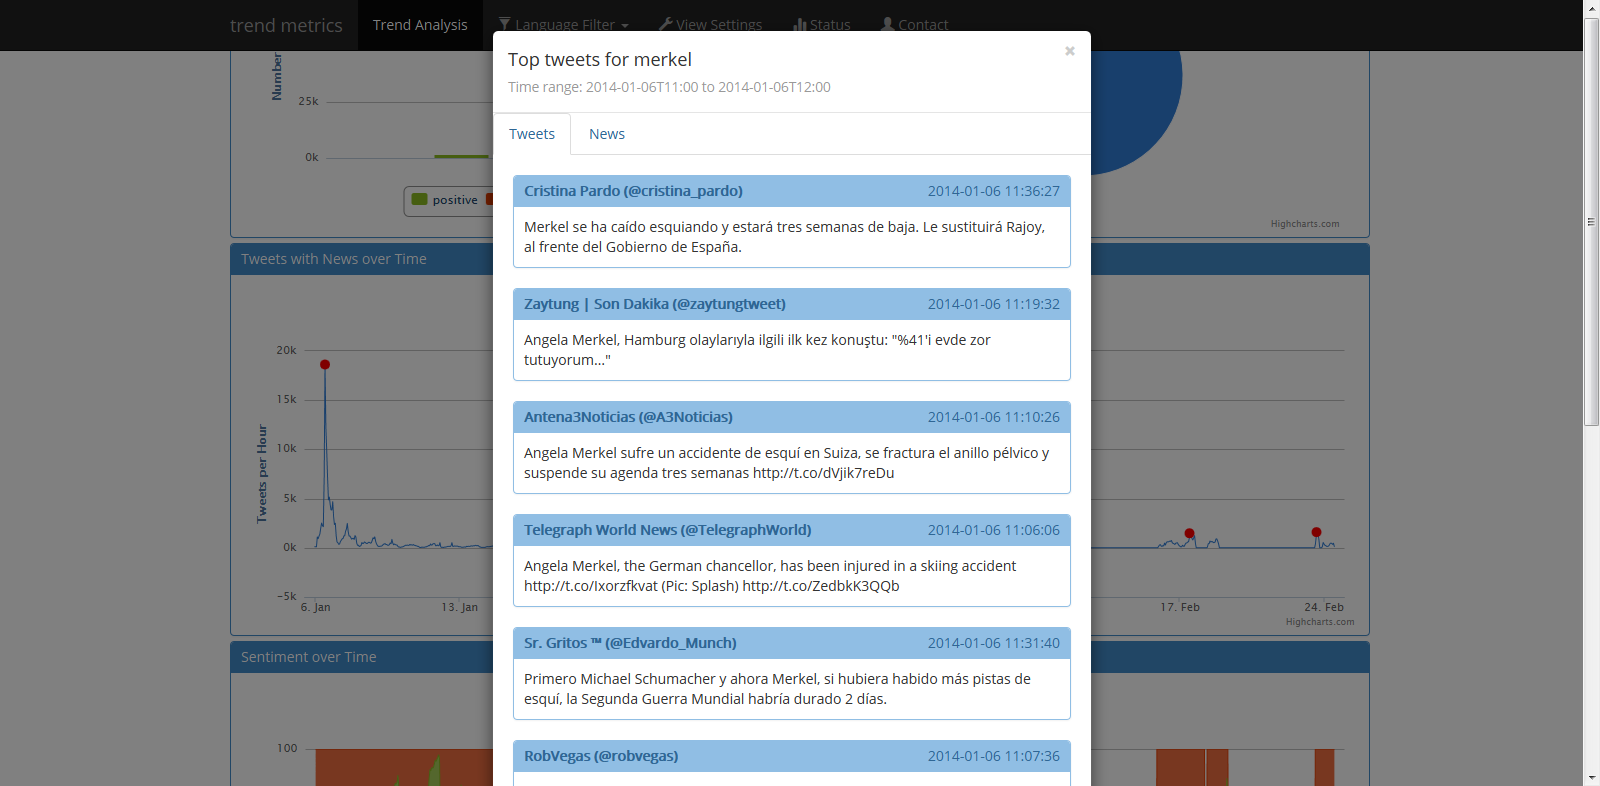 trend metrics
Trend Analysis
Language Filter
View Settings
Status
Contact
Number
25k
0k
positive
Highcharts.com
Top tweets for merkel
×
Time range: 2014-01-06T11:00 to 2014-01-06T12:00
Tweets
News
Cristina Pardo (@cristina_pardo) 2014-01-06 11:36:27
Merkel se ha caído esquiando y estará tres semanas de baja. Le sustituirá Rajoy,
al frente del Gobierno de España.
Zaytung | Son Dakika (@zaytungtweet) 2014-01-06 11:19:32
Angela Merkel, Hamburg olaylarıyla ilgili ilk kez konuştu: "%41'i evde zor
tutuyorum..."
Antena3Noticias (@A3Noticias) 2014-01-06 11:10:26
Angela Merkel sufre un accidente de esquí en Suiza, se fractura el anillo pélvico y
suspende su agenda tres semanas http://t.co/dVjik7reDu
Telegraph World News (@TelegraphWorld) 2014-01-06 11:06:06
Angela Merkel, the German chancellor, has been injured in a skiing accident
http://t.co/Ixorzfkvat (Pic: Splash) http://t.co/ZedbkK3QQb
Sr. Gritos ™ (@Edvardo_Munch) 2014-01-06 11:31:40
Primero Michael Schumacher y ahora Merkel, si hubiera habido más pistas de
esquí, la Segunda Guerra Mundial habría durado 2 días.
RobVegas (@robvegas) 2014-01-06 11:07:36
Tweets with News over Time
Tweets per Hour
20k
15k
10k
5k
0k
-5k
6. Jan
13. Jan
17. Feb
24. Feb
Highcharts.com
Sentiment over Time
100